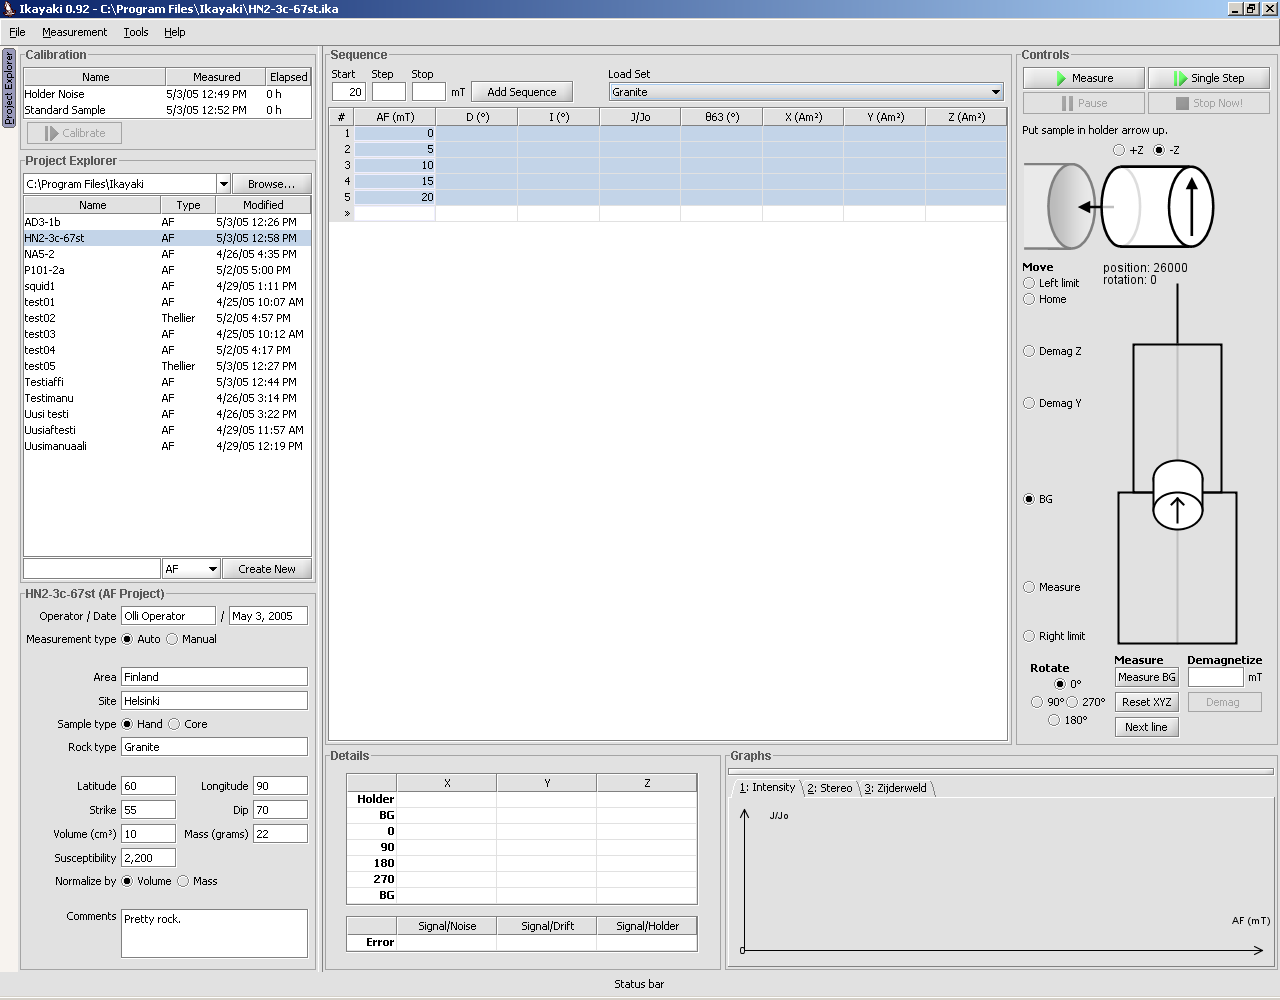 Ikayaki 0.92 - C:\Program Files\Ikayaki\HN2-3c-67st.ika
File Measurement Tools Help
Project Explorer
Calibration
Name Measured Elapsed
Holder Noise 5/3/05 12:49 PM 0 h
Standard Sample 5/3/05 12:52 PM 0 h
Calibrate
Project Explorer
C:\Program Files\Ikayaki Browse...
Name Type Modified
AD3-1b AF 5/3/05 12:26 PM
HN2-3c-67st AF 5/3/05 12:58 PM
NA5-2 AF 4/26/05 4:35 PM
P101-2a AF 5/2/05 5:00 PM
squid1 AF 4/29/05 1:11 PM
test01 AF 4/25/05 10:07 AM
test02 Thellier 5/2/05 4:57 PM
test03 AF 4/25/05 10:12 AM
test04 AF 5/2/05 4:17 PM
test05 Thellier 5/3/05 12:27 PM
Testiaffi AF 5/3/05 12:44 PM
Testimanu AF 4/26/05 3:14 PM
Uusi testi AF 4/26/05 3:22 PM
Uusiaftesti AF 4/29/05 11:57 AM
Uusimanuaali AF 4/29/05 12:19 PM
AF Create New
HN2-3c-67st (AF Project)
Operator / Date Olli Operator / May 3, 2005
Measurement type Auto Manual
Area Finland
Site Helsinki
Sample type Hand Core
Rock type Granite
Latitude 60 Longitude 90
Strike 55 Dip 70
Volume (cm³) 10 Mass (grams) 22
Susceptibility 2,200
Normalize by Volume Mass
Comments Pretty rock.
Sequence
Start Step Stop Load Set
20 mT Add Sequence Granite
# AF (mT) D (°) I (°) J/Jo θ63 (°) X (Am²) Y (Am²) Z (Am²)
1 0
2 5
3 10
4 15
5 20
»
Details
X Y Z
Holder
BG
0
90
180
270
BG
Signal/Noise Signal/Drift Signal/Holder
Error
Controls
Measure Single Step
Pause Stop Now!
Put sample in holder arrow up.
+Z -Z
Move position: 26000
rotation: 0
Left limit
Home
Demag Z
Demag Y
BG
Measure
Right limit
Rotate
0°
90° 270°
180°
Measure
Measure BG
Reset XYZ
Next line
Demagnetize
mT
Demag
Graphs
1: Intensity 2: Stereo 3: Zijderweld
J/Jo
AF (mT)
0
Status bar